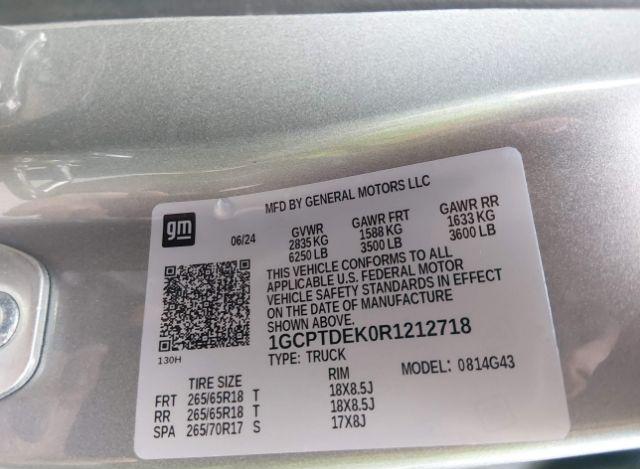 MFD BY GENERAL MOTORS LLC
gm
06/24
GVWR GAWR FRT GAWR RR
2835 KG 1588 KG 1633 KG
6250 LB 3500 LB 3600 LB
THIS VEHICLE CONFORMS TO ALL
APPLICABLE U.S. FEDERAL MOTOR
VEHICLE SAFETY STANDARDS IN EFFECT
ON THE DATE OF MANUFACTURE
SHOWN ABOVE.
1GCPTDEK0R1212718
130H
TYPE: TRUCK MODEL: 0814G43
TIRE SIZE RIM
FRT 265/65R18 T 18X8.5J
RR 265/65R18 T 18X8.5J
SPA 265/70R17 S 17X8J